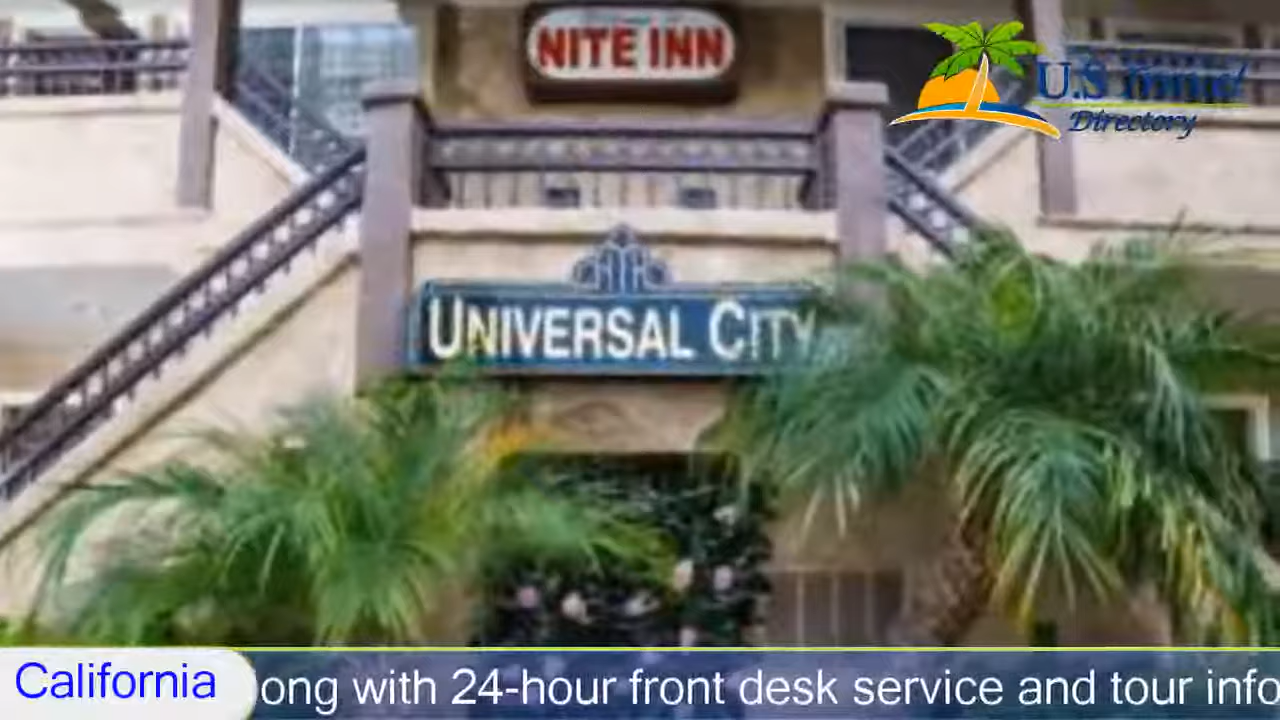 NITE INN
U.S
Directory
UNIVERSAL CITY
California
ong with 24-hour front desk service and tour info